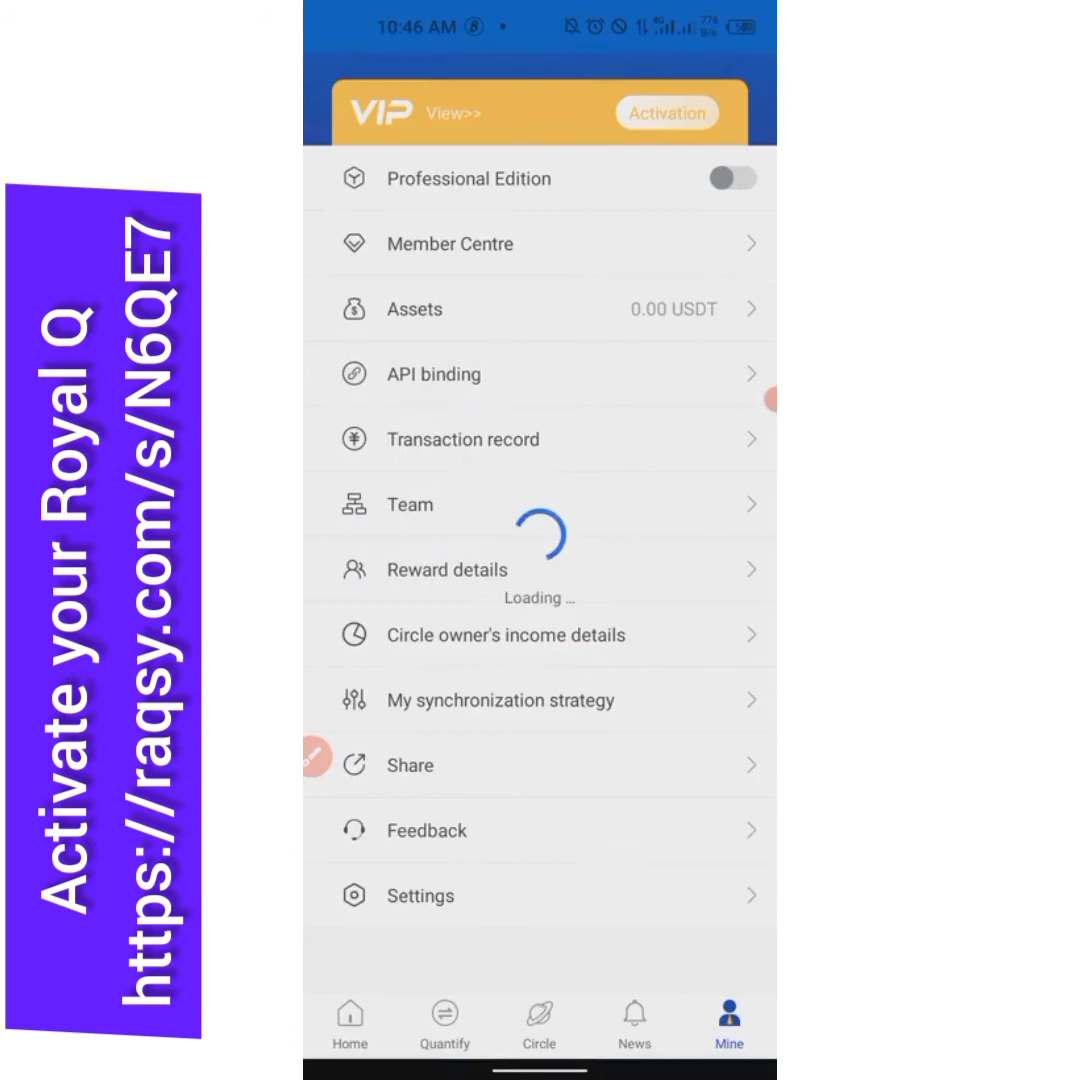 Activate your Royal Q
https://raqsy.com/s/N6QE7
10:46 AM
4G
776 B/s
VIP View>> Activation
Professional Edition
Member Centre
Assets 0.00 USDT
API binding
Transaction record
Team
Reward details
Loading ...
Circle owner's income details
My synchronization strategy
Share
Feedback
Settings
Home Quantify Circle News Mine